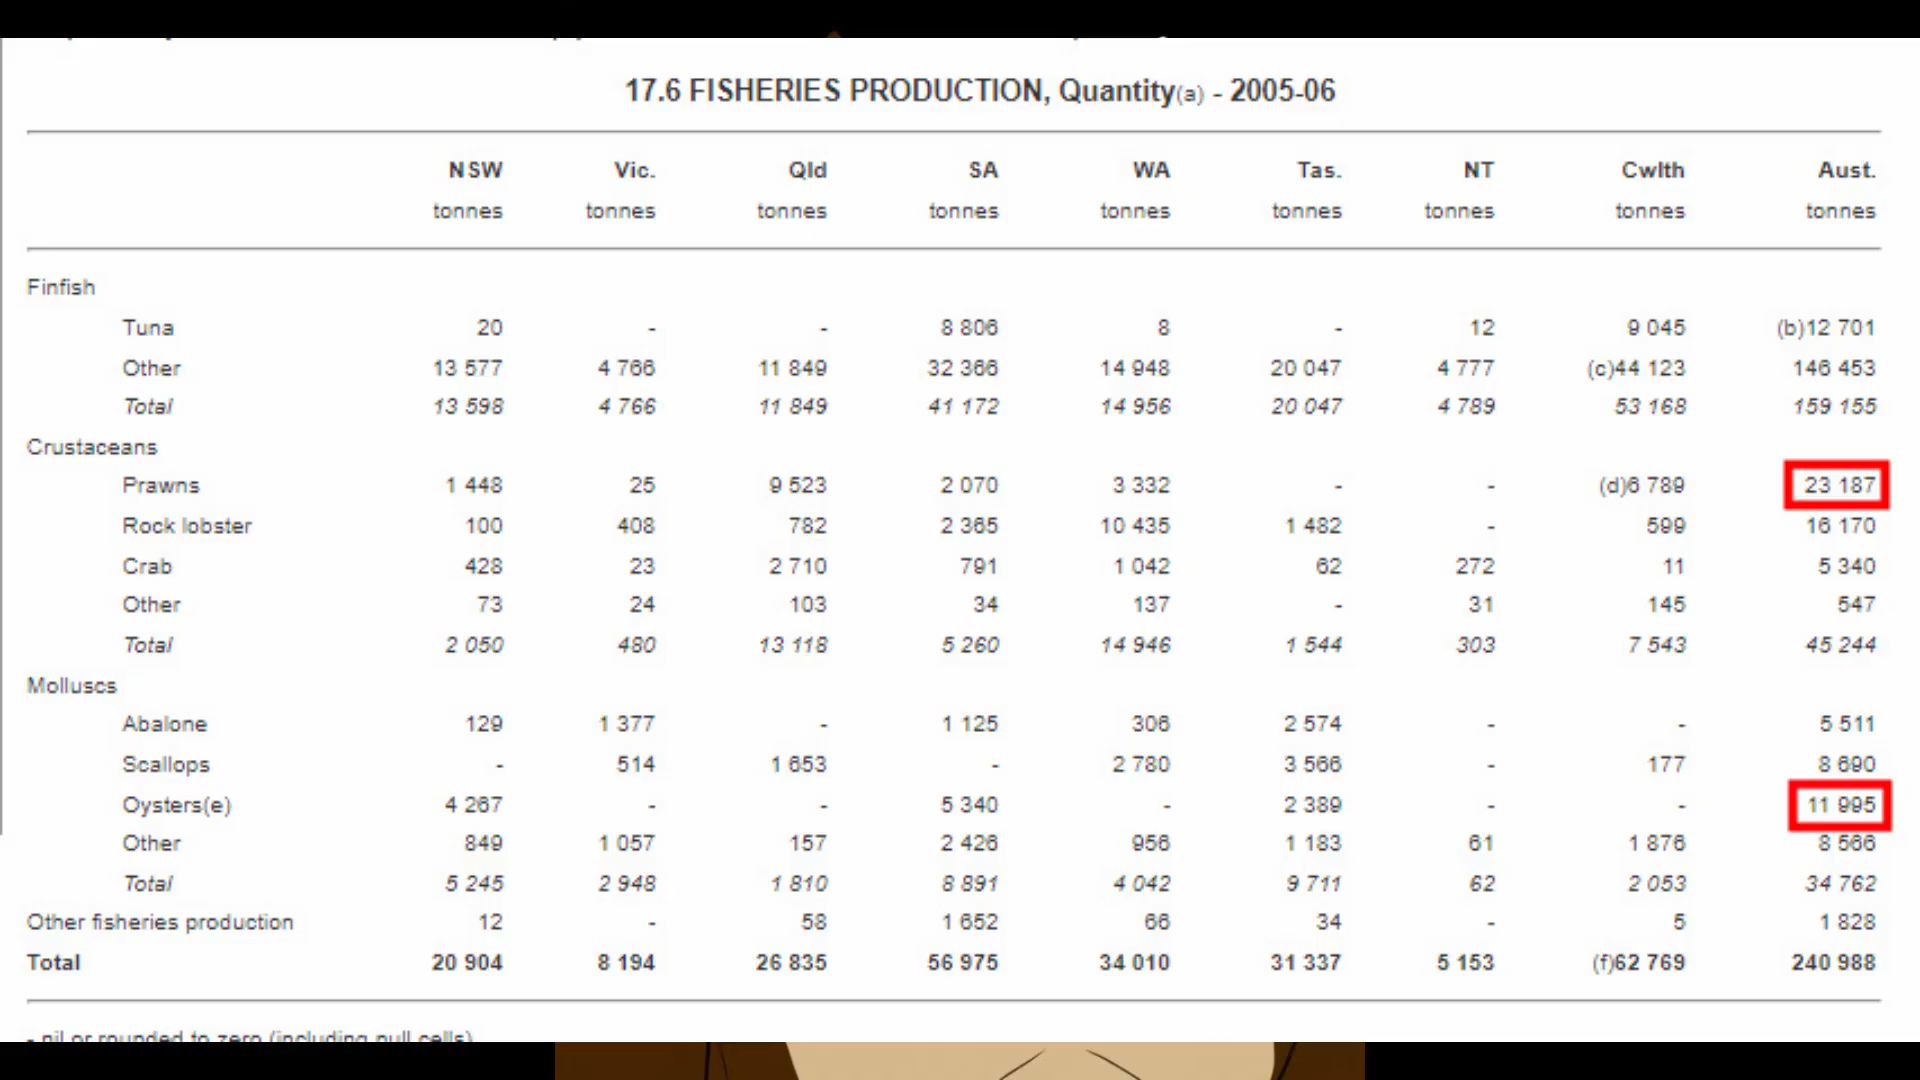 17.6 FISHERIES PRODUCTION, Quantity(a) - 2005-06
NSW Vic. Qld SA WA Tas. NT Cwlth Aust.
tonnes tonnes tonnes tonnes tonnes tonnes tonnes tonnes tonnes
Finfish
Tuna 20 - - 8 806 8 - 12 9 045 (b)12 701
Other 13 577 4 766 11 849 32 366 14 948 20 047 4 777 (c)44 123 146 453
Total 13 598 4 766 11 849 41 172 14 956 20 047 4 789 53 168 159 155
Crustaceans
Prawns 1 448 25 9 523 2 070 3 332 - - (d)6 789 23 187
Rock lobster 100 408 782 2 365 10 435 1 482 - 599 16 170
Crab 428 23 2 710 791 1 042 62 272 11 5 340
Other 73 24 103 34 137 - 31 145 547
Total 2 050 480 13 118 5 260 14 946 1 544 303 7 543 45 244
Molluscs
Abalone 129 1 377 - 1 125 306 2 574 - - 5 511
Scallops - 514 1 653 - 2 780 3 566 - 177 8 690
Oysters(e) 4 267 - - 5 340 - 2 389 - - 11 995
Other 849 1 057 157 2 426 956 1 183 61 1 876 8 566
Total 5 245 2 948 1 810 8 891 4 042 9 711 62 2 053 34 762
Other fisheries production 12 - 58 1 652 66 34 - 5 1 828
Total 20 904 8 194 26 835 56 975 34 010 31 337 5 153 (f)62 769 240 988
- nil or rounded to zero (including null cells)